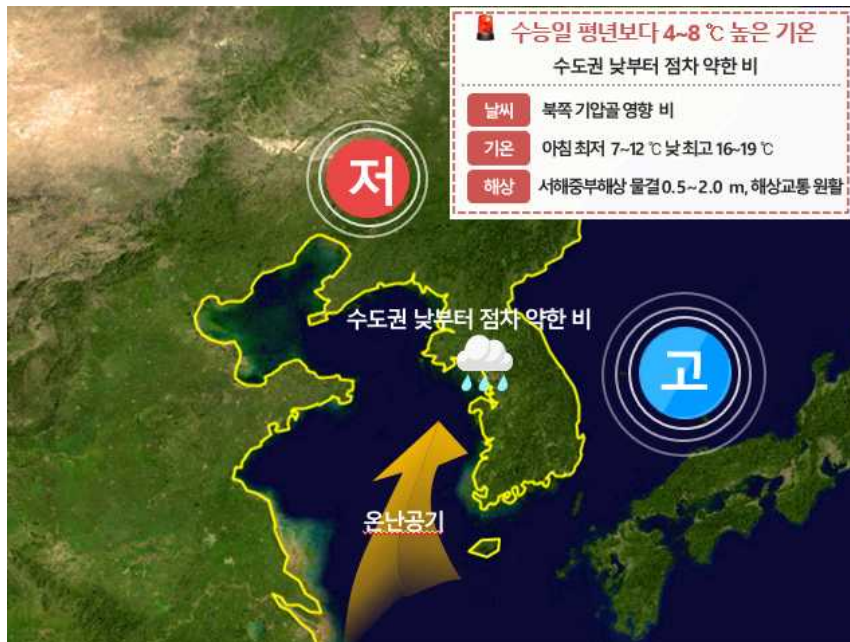 수능일 평년보다 4~8 ℃ 높은 기온
수도권 낮부터 점차 약한 비
날씨 북쪽 기압골 영향 비
기온 아침 최저 7~12 ℃ 낮 최고 16~19 ℃
해상 서해중부해상 물결 0.5~2.0 m, 해상교통 원활
저
수도권 낮부터 점차 약한 비
고
온난공기